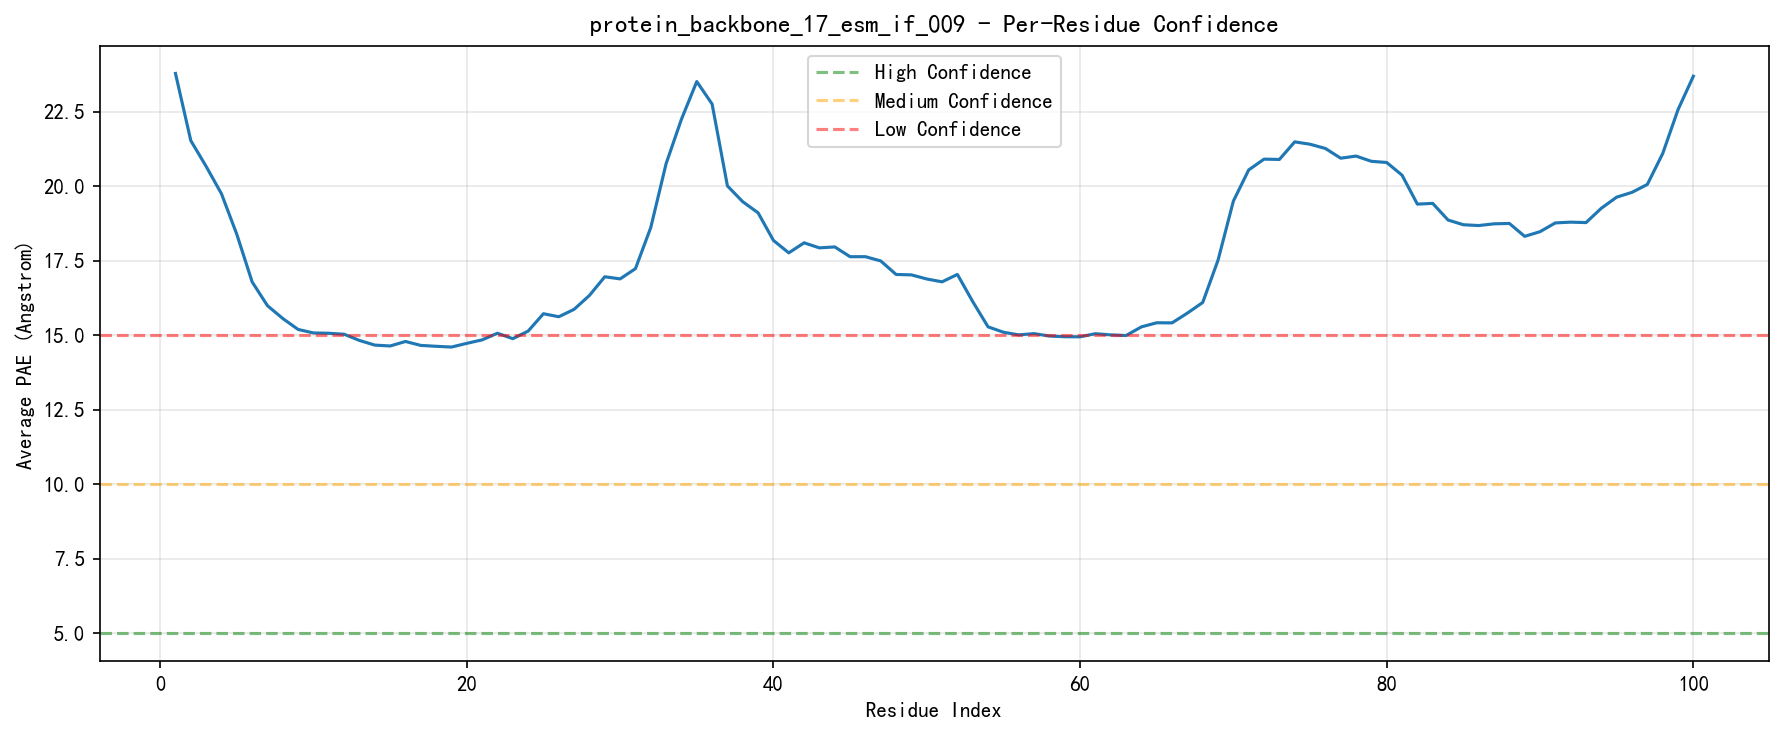 protein_backbone_17_esm_if_009 - Per-Residue Confidence
High Confidence
Medium Confidence
Low Confidence
Average PAE (Angstrom)
22.5
20.0
17.5
15.0
12.5
10.0
7.5
5.0
0 20 40 60 80 100
Residue Index